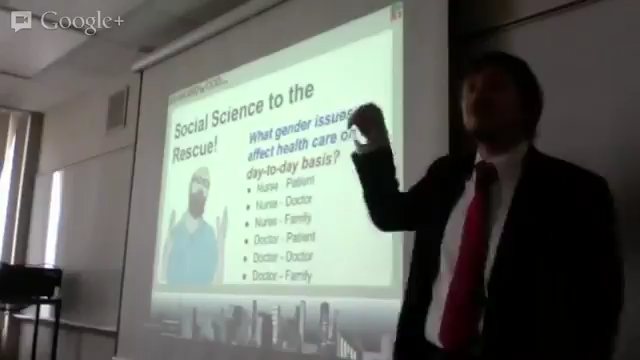 Google+
Social Science to the
Rescue!
What gender issues
affect health care on
day-to-day basis?
Nurse - Patient
Nurse - Doctor
Nurse - Family
Doctor - Patient
Doctor - Doctor
Doctor - Family